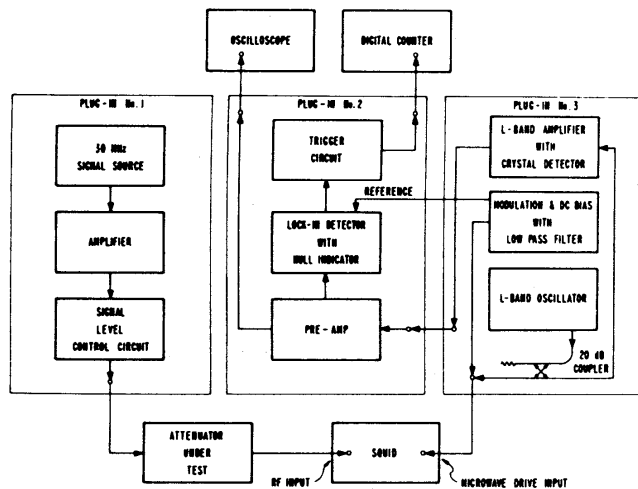 OSCILLOSCOPE
DIGITAL COUNTER
PLUG-IN No.1
PLUG-IN No.2
PLUG-IN No.3
30 MHz
SIGNAL SOURCE
AMPLIFIER
SIGNAL
LEVEL
CONTROL CIRCUIT
TRIGGER
CIRCUIT
REFERENCE
LOCK-IN DETECTOR
WITH
NULL INDICATOR
PRE-AMP
L-BAND AMPLIFIER
WITH
CRYSTAL DETECTOR
MODULATION & DC BIAS
WITH
LOW PASS FILTER
L-BAND OSCILLATOR
20 dB
COUPLER
ATTENUATOR
UNDER
TEST
RF INPUT
SQUID
MICROWAVE DRIVE INPUT